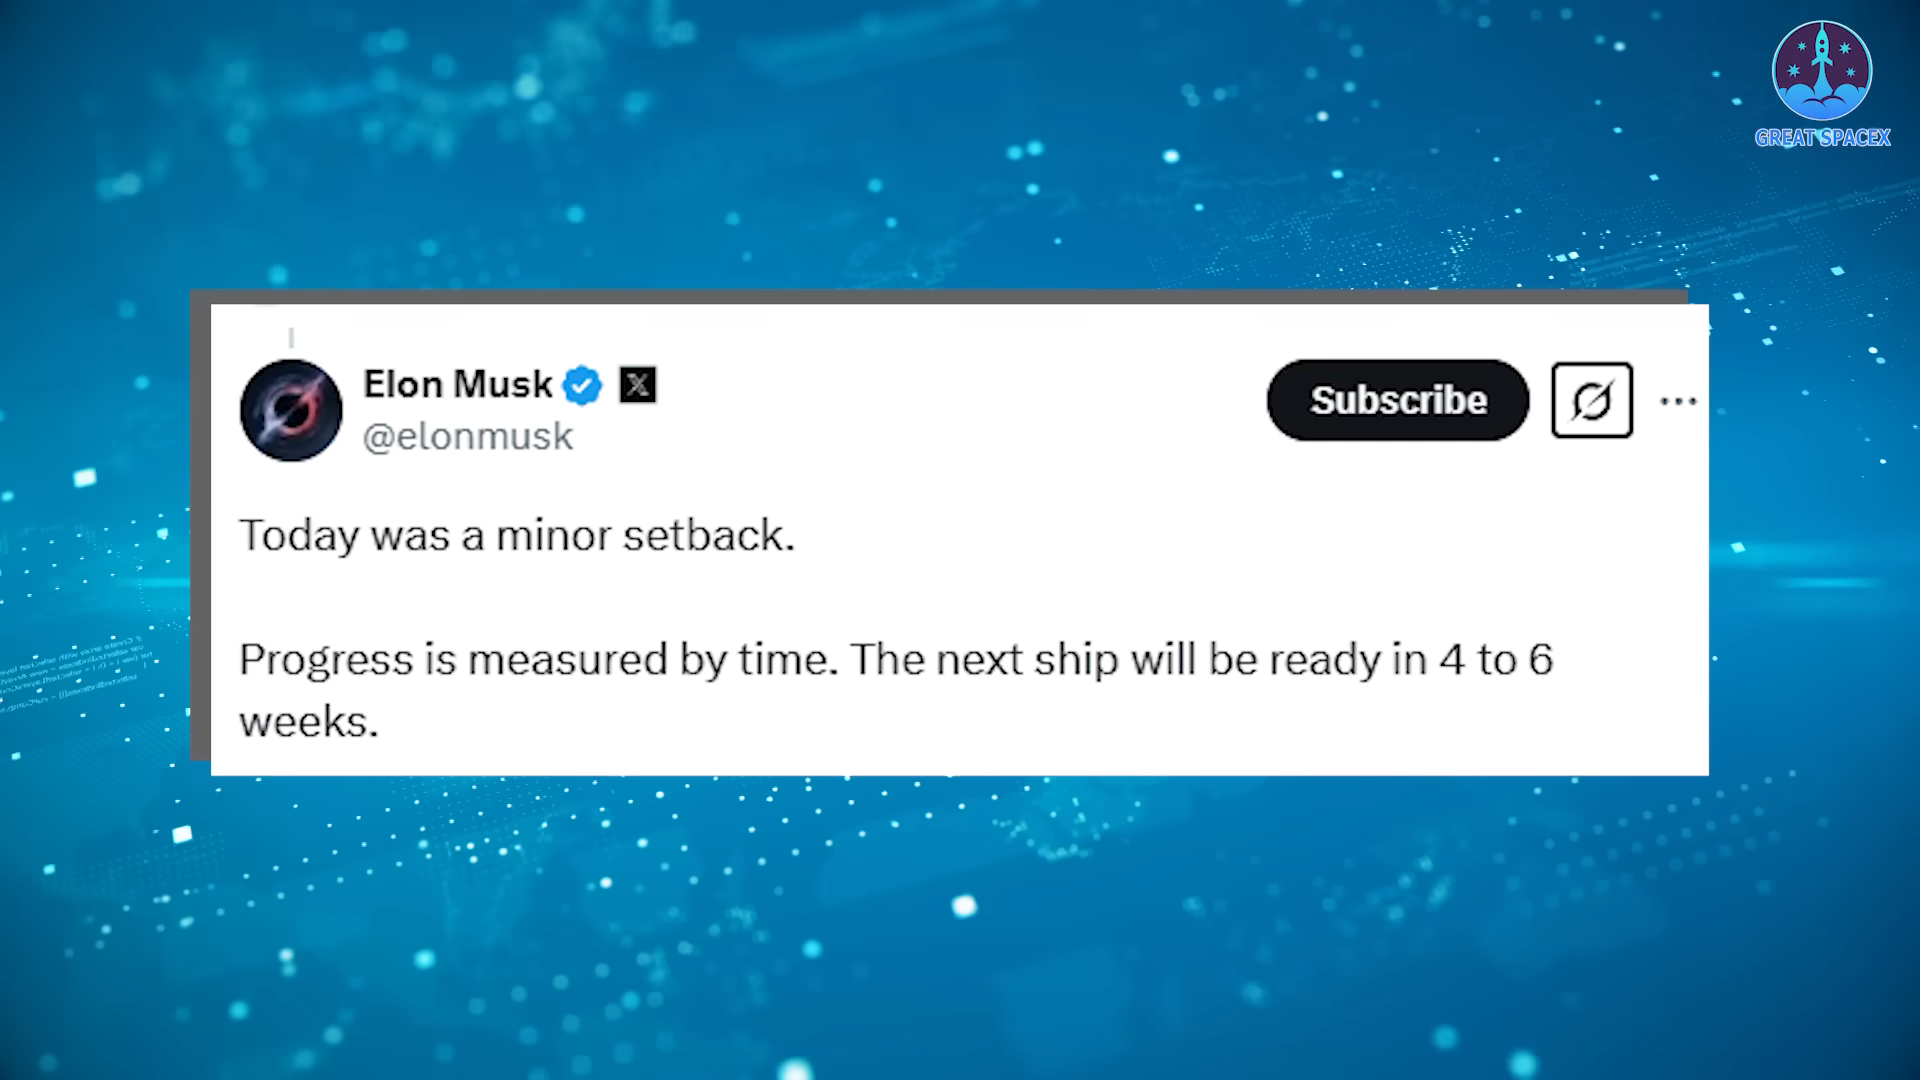 GREAT SPACEX
Elon Musk
@elonmusk
Subscribe
Today was a minor setback.
Progress is measured by time. The next ship will be ready in 4 to 6
weeks.